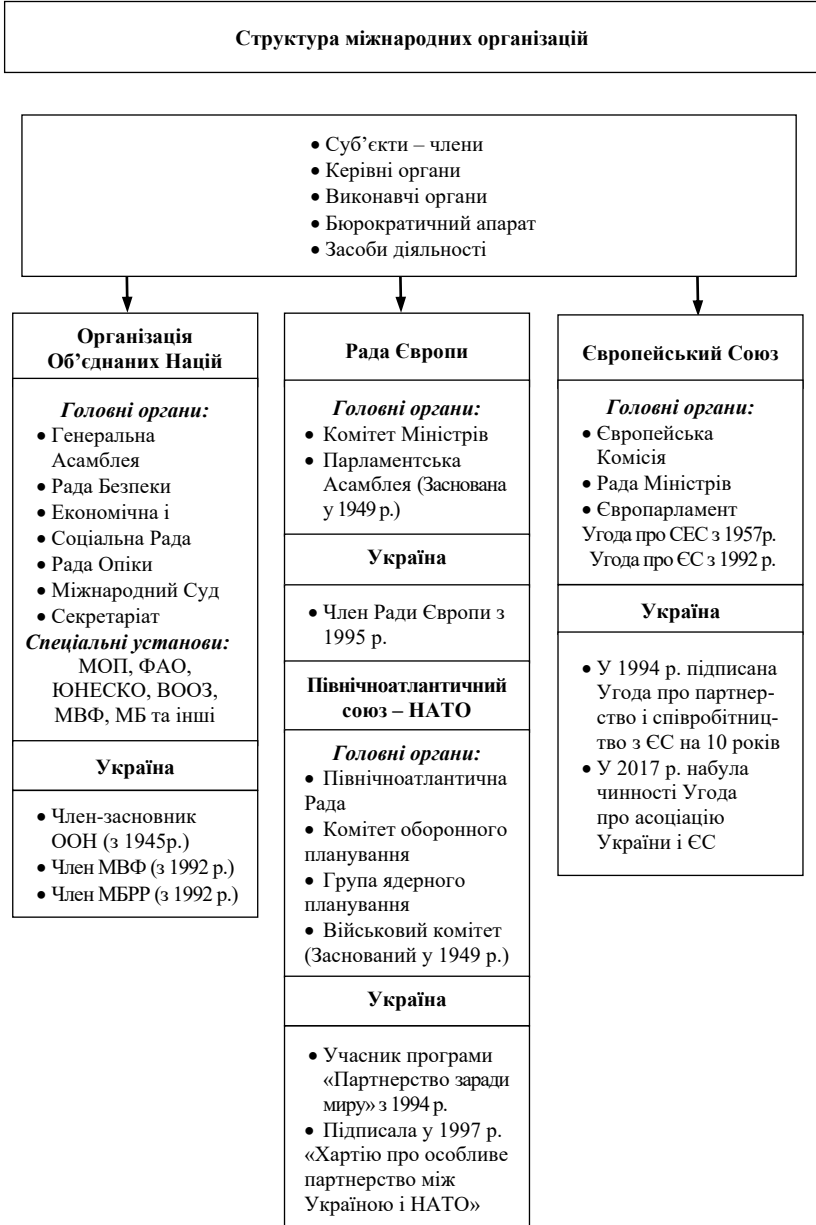 Структура міжнародних організацій
• Суб’єкти – члени
• Керівні органи
• Виконавчі органи
• Бюрократичний апарат
• Засоби діяльності
Організація
Об’єднаних Націй
Головні органи:
• Генеральна
Асамблея
• Рада Безпеки
• Економічна і
• Соціальна Рада
• Рада Опіки
• Міжнародний Суд
• Секретаріат
Спеціальні установи:
МОП, ФАО,
ЮНЕСКО, ВООЗ,
МВФ, МБ та інші
Україна
• Член-засновник
ООН (з 1945р.)
• Член МВФ (з 1992 р.)
• Член МБРР (з 1992 р.)
Рада Європи
Головні органи:
• Комітет Міністрів
• Парламентська
Асамблея (Заснована
у 1949 р.)
Україна
• Член Ради Європи з
1995 р.
Північноатлантичний
союз – НАТО
Головні органи:
• Північноатлантична
Рада
• Комітет оборонного
планування
• Група ядерного
планування
• Військовий комітет
(Заснований у 1949 р.)
Україна
• Учасник програми
«Партнерство заради
миру» з 1994 р.
• Підписала у 1997 р.
«Хартію про особливе
партнерство між
Україною і НАТО»
Європейський Союз
Головні органи:
• Європейська
Комісія
• Рада Міністрів
• Європарламент
Угода про СЕС з 1957р.
Угода про ЄС з 1992 р.
Україна
• У 1994 р. підписана
Угода про партнер-
ство і співробітниц-
тво з ЄС на 10 років
• У 2017 р. набула
чинності Угода
про асоціацію
України і ЄС